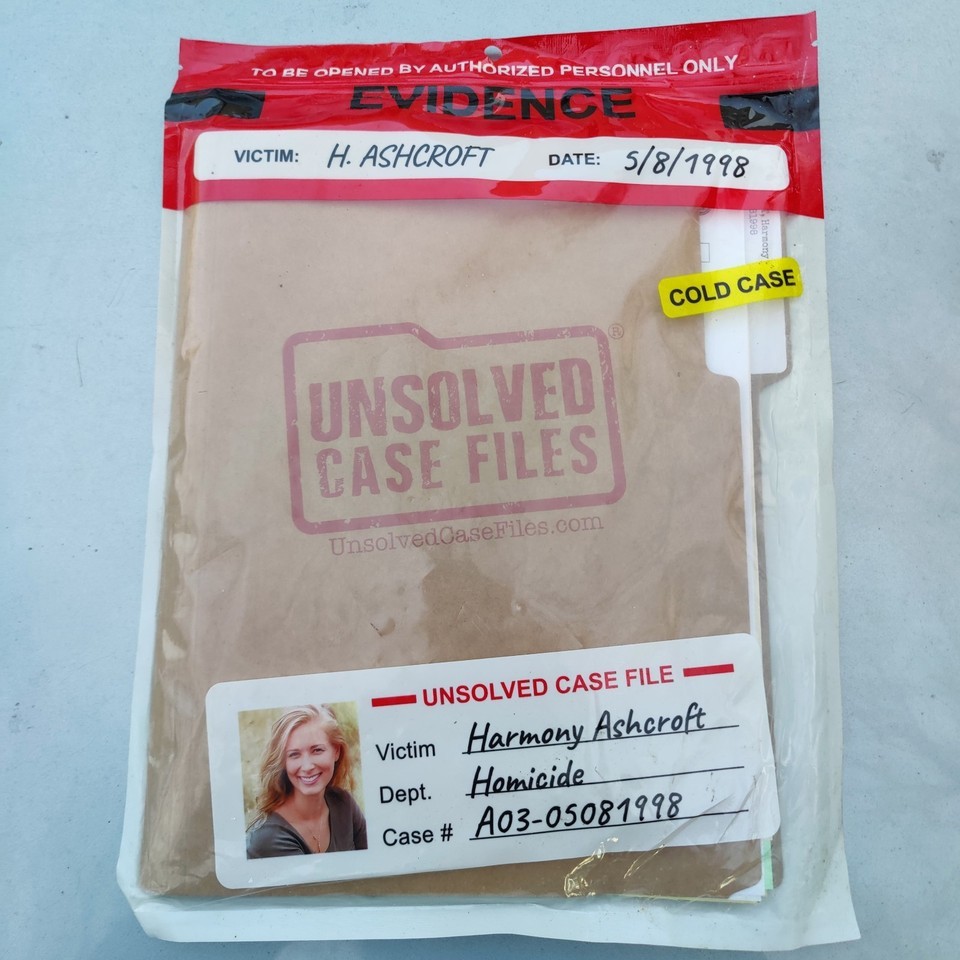 TO BE OPENED BY AUTHORIZED PERSONNEL ONLY
EVIDENCE
VICTIM: H. ASHCROFT DATE: 5/8/1998
Harmony
COLD CASE
UNSOLVED ®
CASE FILES
UnsolvedCaseFiles.com
UNSOLVED CASE FILE
Victim Harmony Ashcroft
Dept. Homicide
Case # A03-05081998